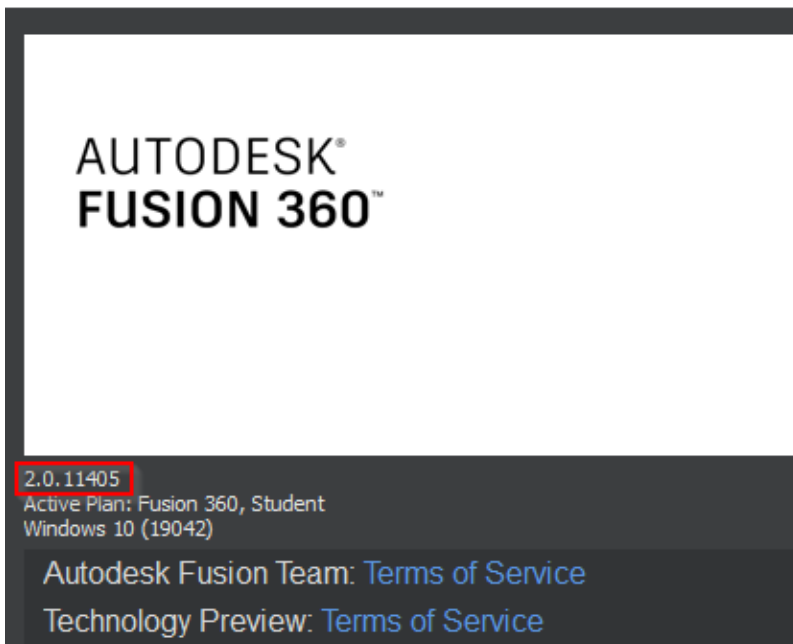 AUTODESK®
FUSION 360™
2.0.11405
Active Plan: Fusion 360, Student
Windows 10 (19042)
Autodesk Fusion Team: Terms of Service
Technology Preview: Terms of Service